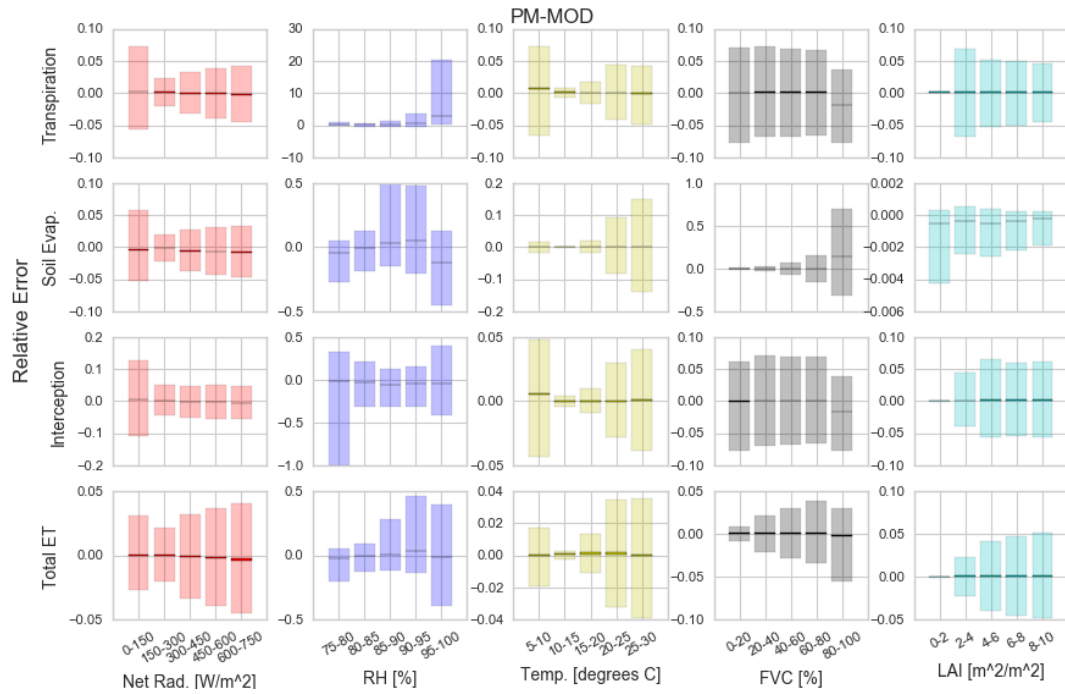 PM-MOD
Relative Error
Transpiration
0.10 0.05 0.00 −0.05 −0.10
30 20 10 0 10
0.10 0.05 0.00 −0.05 −0.10
0.10 0.05 0.00 −0.05 −0.10
0.10 0.05 0.00 −0.05 −0.10
Soil Evap.
0.10 0.05 0.00 −0.05 −0.10
0.5 0.0 −0.5
0.2 0.1 0.0 −0.1 −0.2
1.0 0.5 0.0 −0.5
0.002 0.000 −0.002 −0.004 −0.006
Interception
0.2 0.1 0.0 −0.1 −0.2
0.5 0.0 −0.5 −1.0
0.05 0.00 0.05
0.10 0.05 0.00 −0.05 −0.10
0.10 0.05 0.00 −0.05 −0.10
Total ET
0.05 0.00 −0.05
0.5 0.0 −0.5
0.04 0.02 0.00 −0.02 −0.04
0.05 0.00 −0.05 −0.10
0.10 0.05 0.00 −0.05
0-150 150-300 300-450 450-600 600-750
75-80 80-85 85-90 90-95 95-100
5-10 10-15 15-20 20-25 25-30
0-20 20-40 40-60 60-80 80-100
0-2 2-4 4-6 6-8 8-10
Net Rad. [W/m^2]
RH [%]
Temp. [degrees C]
FVC [%]
LAI [m^2/m^2]